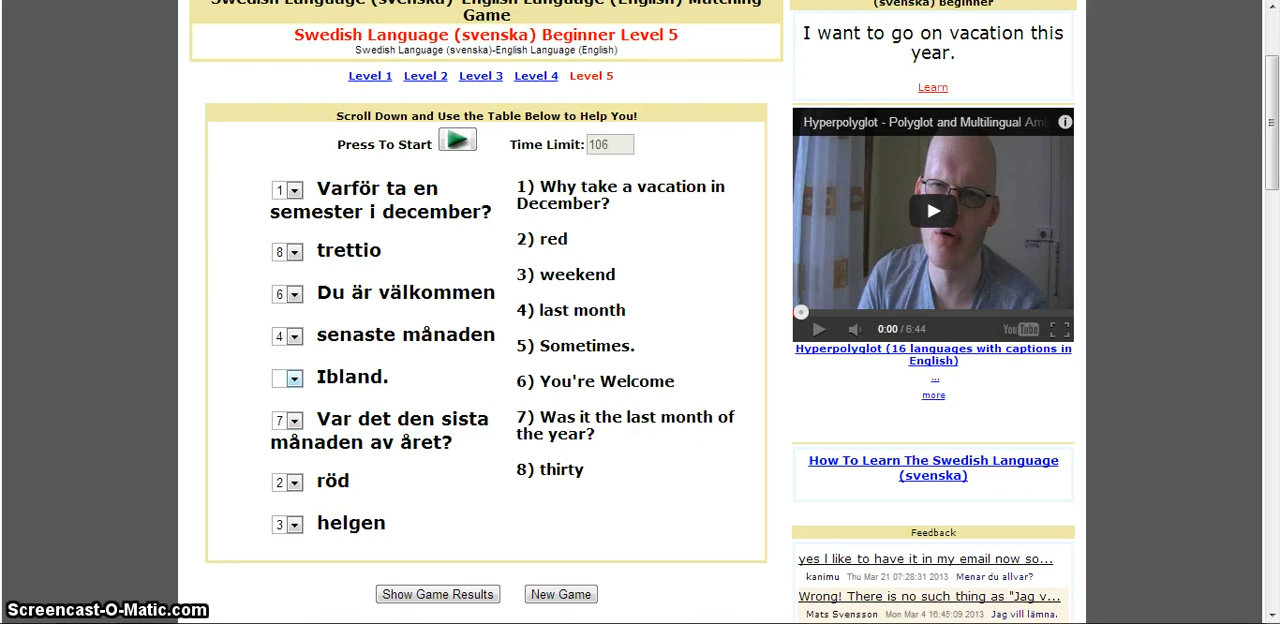 Swedish Language (svenska)-English Language (English) Matching
Game
Swedish Language (svenska) Beginner Level 5
Swedish Language (svenska)-English Language (English)
Level 1 Level 2 Level 3 Level 4 Level 5
Scroll Down and Use the Table Below to Help You!
Press To Start Time Limit: 106
1 Varför ta en
semester i december?
8 trettio
6 Du är välkommen
4 senaste månaden
Ibland.
7 Var det den sista
månaden av året?
2 röd
3 helgen
1) Why take a vacation in
December?
2) red
3) weekend
4) last month
5) Sometimes.
6) You're Welcome
7) Was it the last month of
the year?
8) thirty
Show Game Results New Game
(svenska) Beginner
I want to go on vacation this
year.
Learn
Hyperpolyglot - Polyglot and Multilingual
0:00 / 6:44 YouTube
Hyperpolyglot (16 languages with captions in
English)
...
more
How To Learn The Swedish Language
(svenska)
Feedback
yes I like to have it in my email now so...
kanimu Thu Mar 21 07:28:31 2013 Menar du allvar?
Wrong! There is no such thing as "Jag v...
Mats Svensson Mon Mar 4 16:45:09 2013 Jag vill lämna.
Screencast-O-Matic.com